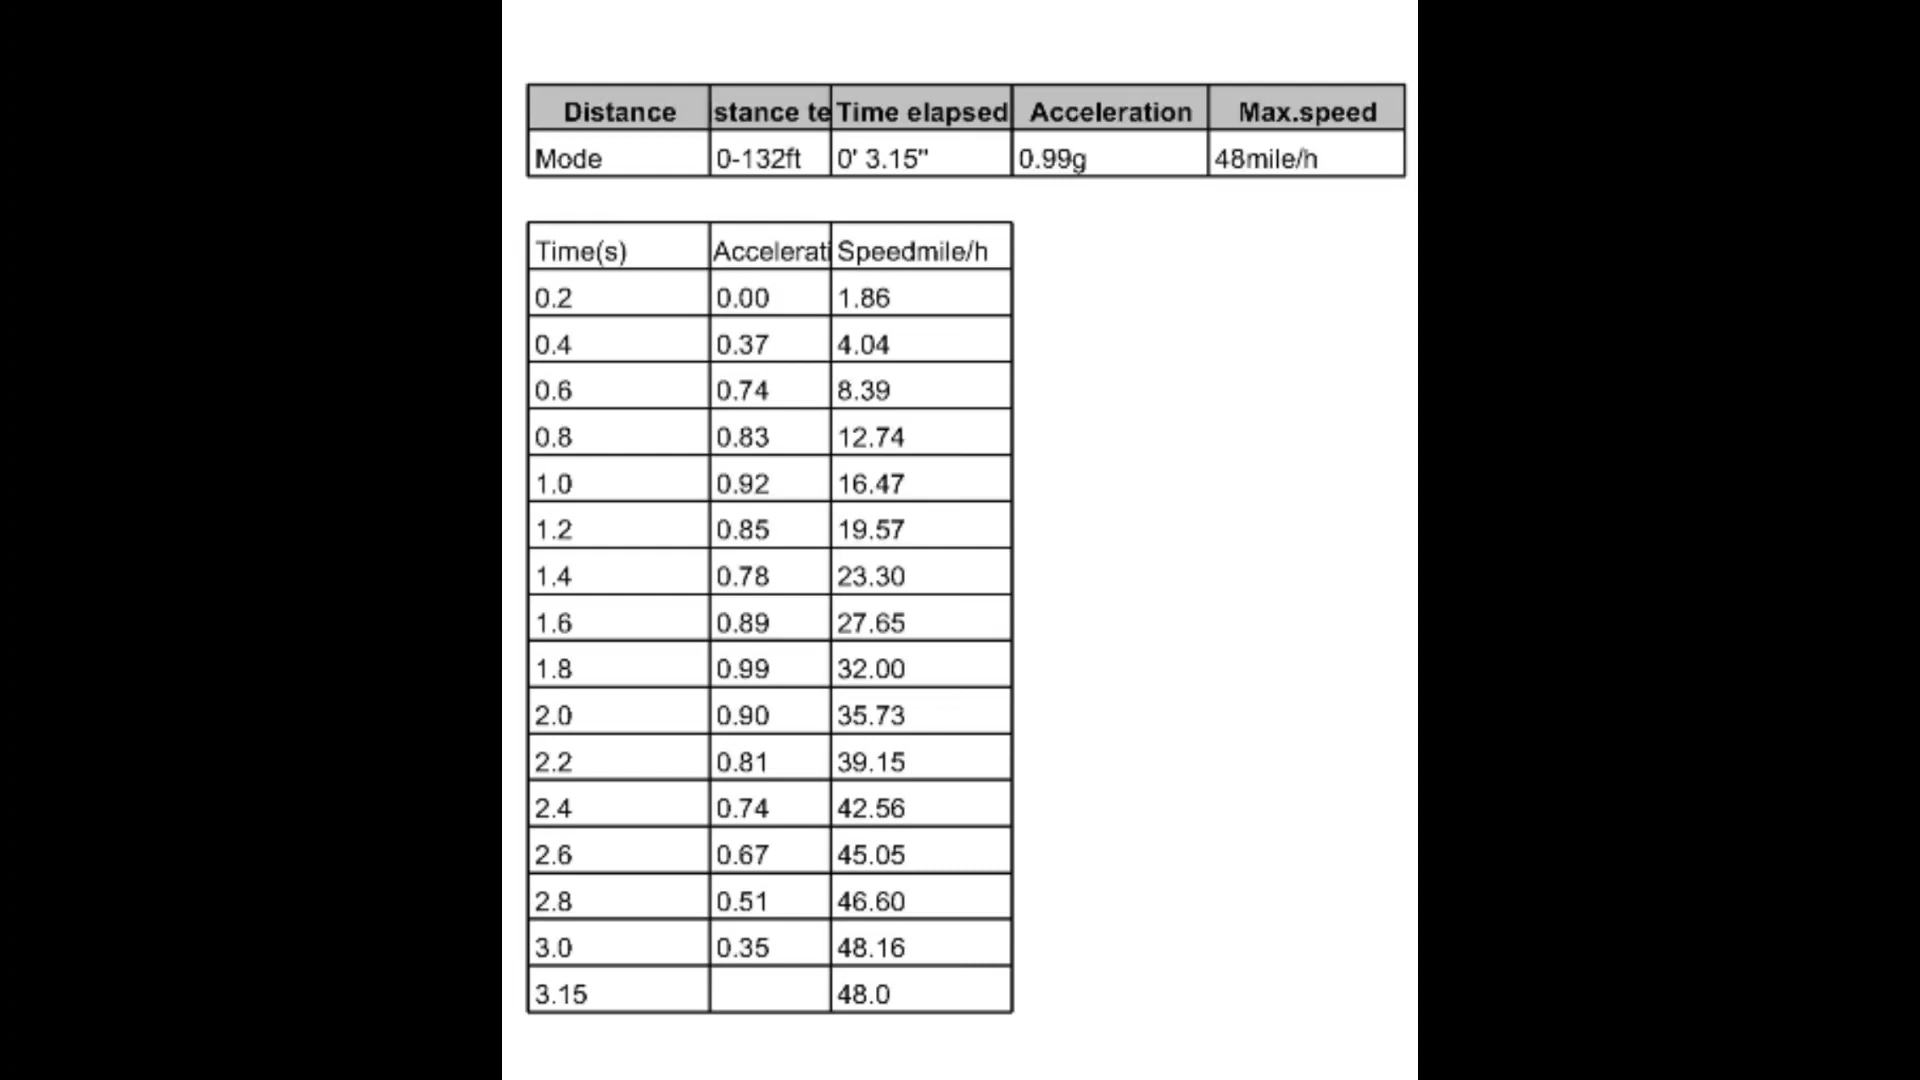 Distance stance te Time elapsed Acceleration Max.speed
Mode 0-132ft 0' 3.15" 0.99g 48mile/h
Time(s) Accelerati Speedmile/h
0.2 0.00 1.86
0.4 0.37 4.04
0.6 0.74 8.39
0.8 0.83 12.74
1.0 0.92 16.47
1.2 0.85 19.57
1.4 0.78 23.30
1.6 0.89 27.65
1.8 0.99 32.00
2.0 0.90 35.73
2.2 0.81 39.15
2.4 0.74 42.56
2.6 0.67 45.05
2.8 0.51 46.60
3.0 0.35 48.16
3.15 48.0